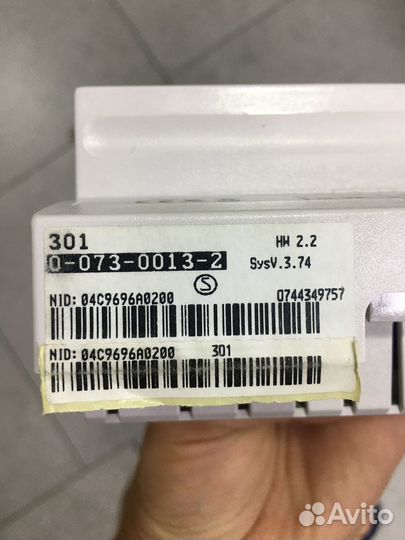 301 HW 2.2
0-073-0013-2 SysV.3.74
S
NID: 04C9696A0200 0744349757
NID: 04C9696A0200 301
Avito